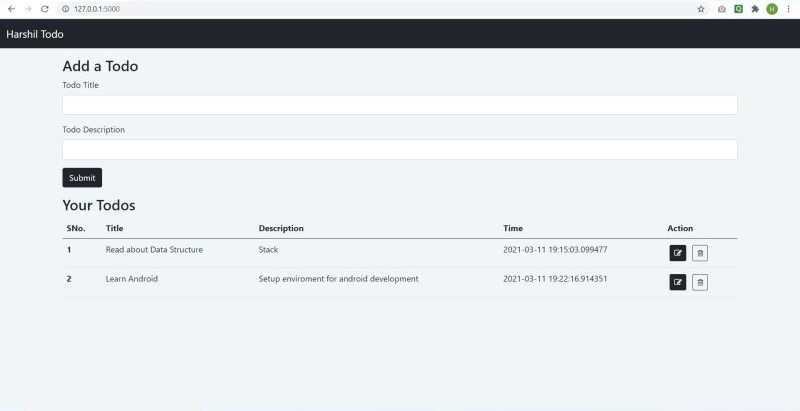 127.0.0.1:5000
H
Harshil Todo
Add a Todo
Todo Title
Todo Description
Submit
Your Todos
SNo. Title Description Time Action
1 Read about Data Structure Stack 2021-03-11 19:15:03.099477
2 Learn Android Setup enviroment for android development 2021-03-11 19:22:16.914351